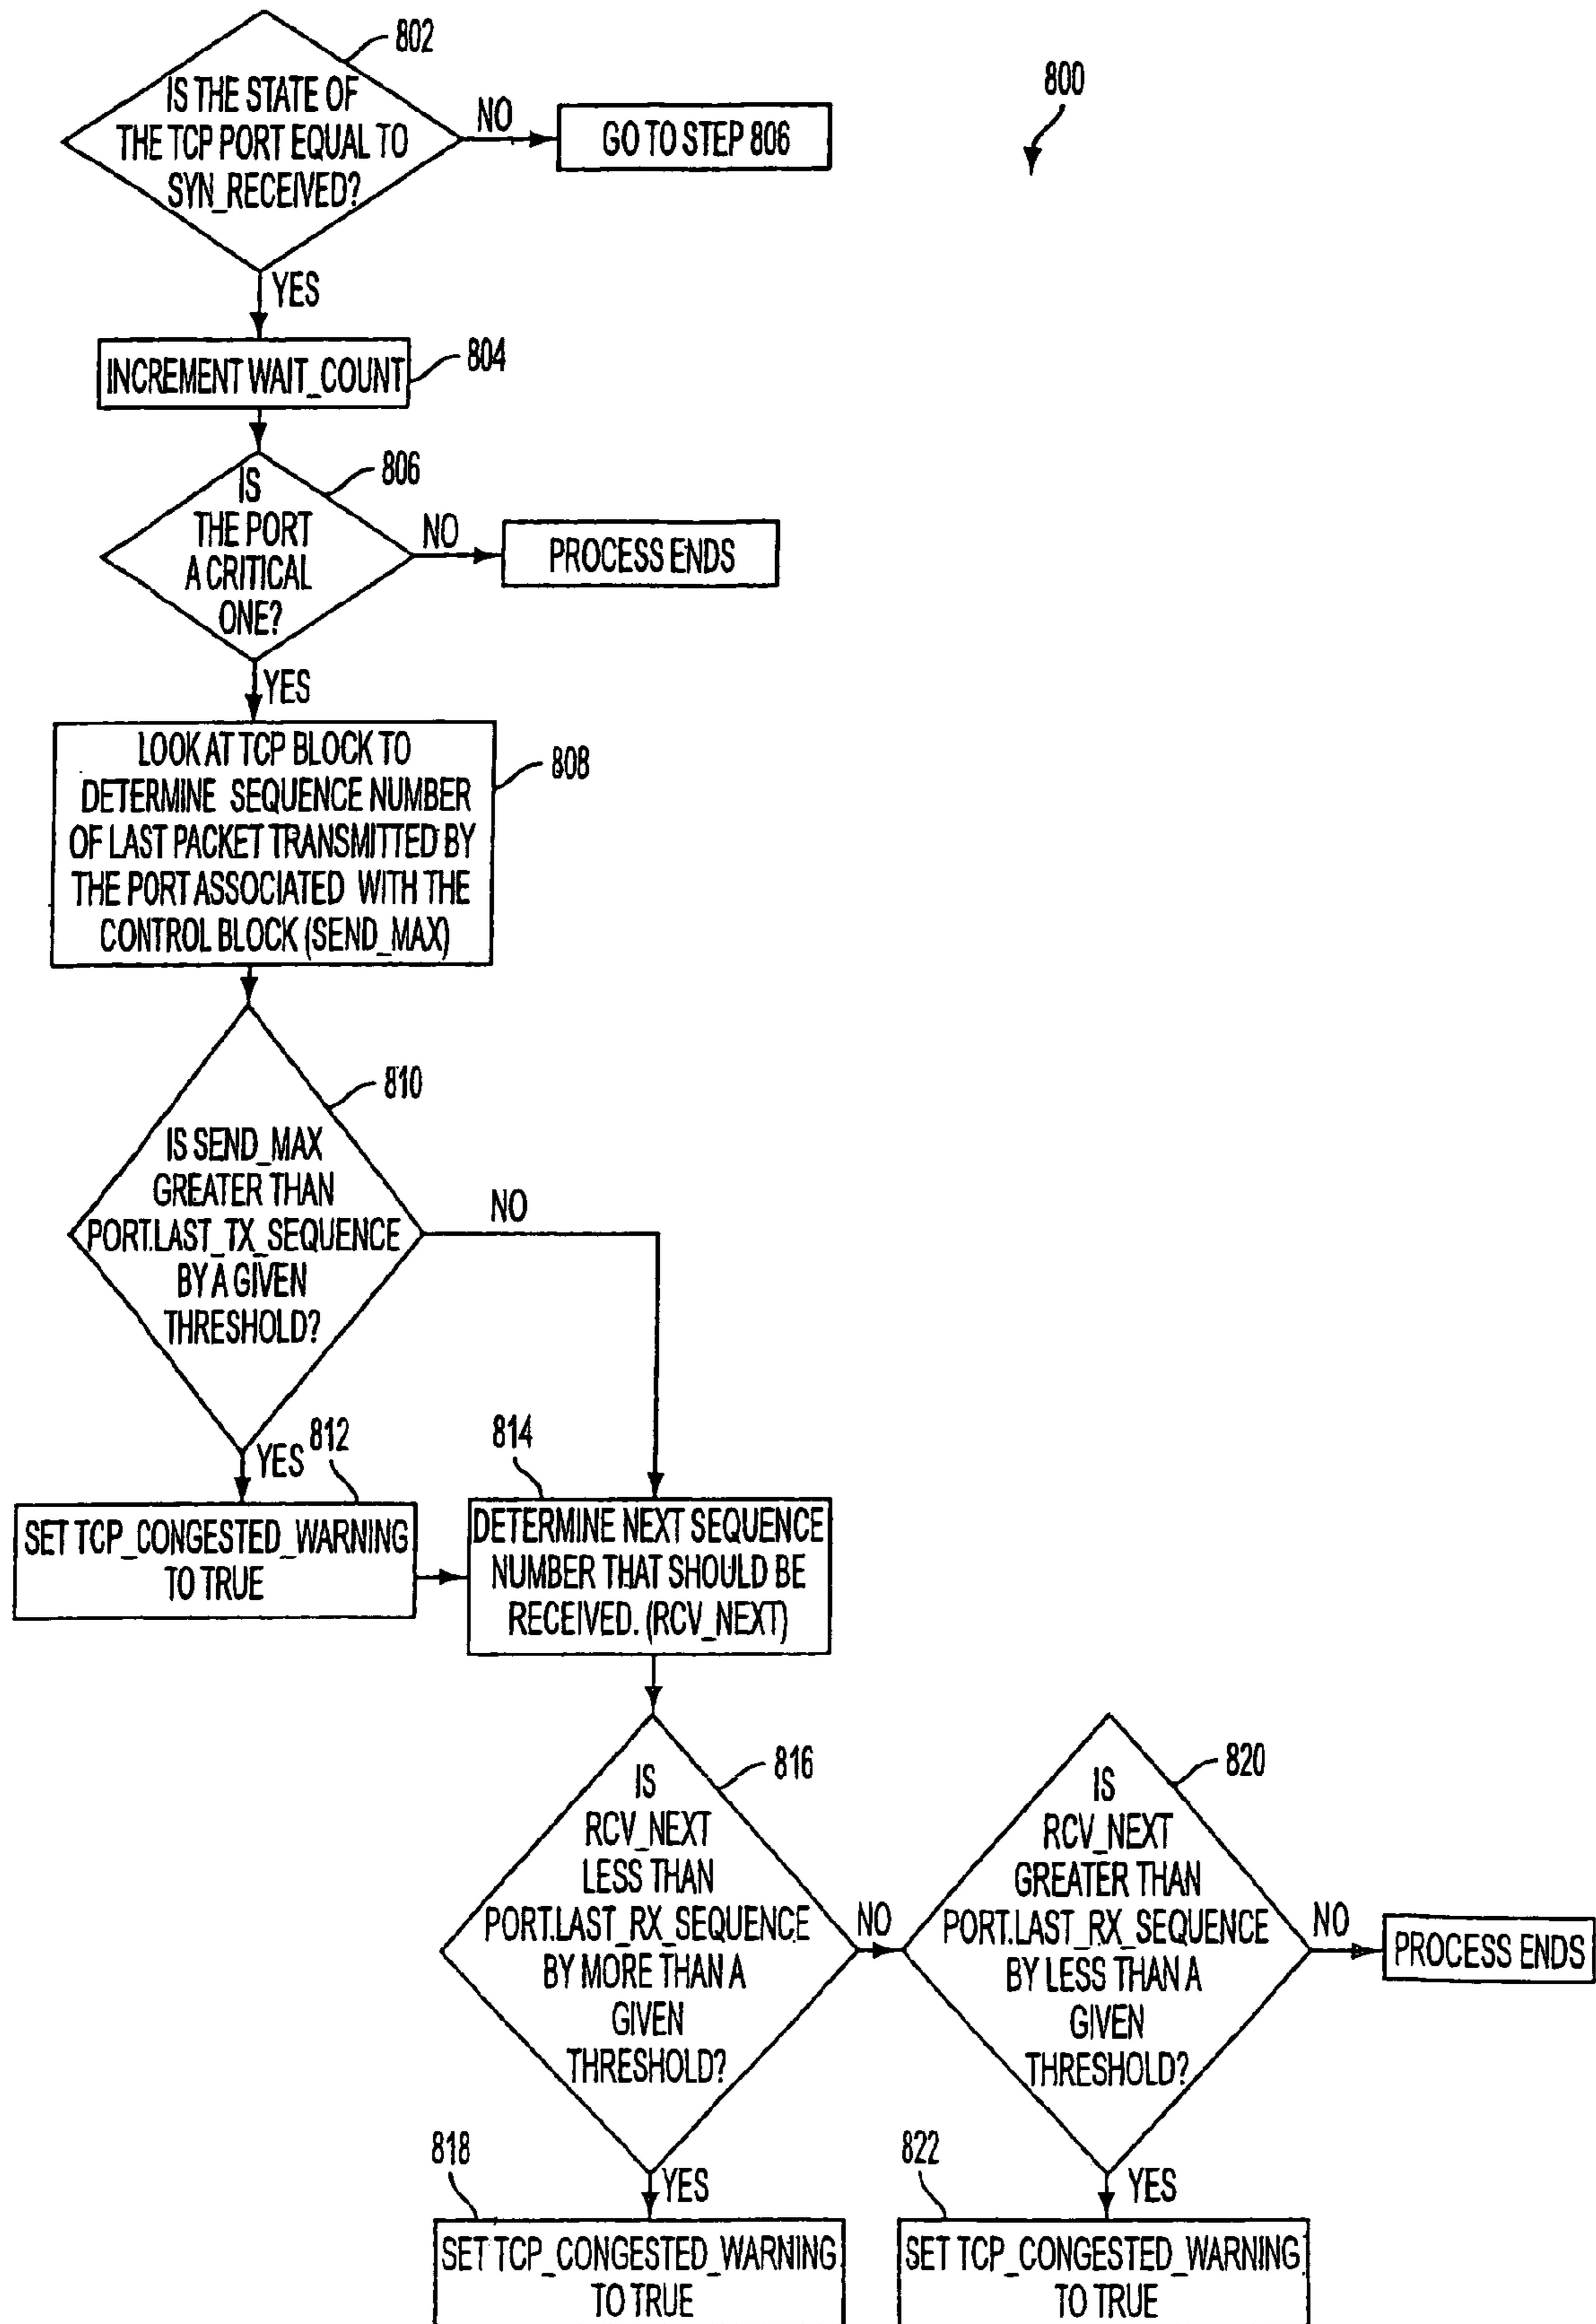 802
IS THE STATE OF
THE TCP PORT EQUAL TO
SYN_RECEIVED?
NO
GO TO STEP 806
800
YES
INCREMENT WAIT_COUNT
804
806
IS
THE PORT
A CRITICAL
ONE?
NO
PROCESS ENDS
YES
LOOK AT TCP BLOCK TO
DETERMINE SEQUENCE NUMBER
OF LAST PACKET TRANSMITTED BY
THE PORT ASSOCIATED WITH THE
CONTROL BLOCK (SEND_MAX)
808
810
IS SEND_MAX
GREATER THAN
PORT.LAST_TX_SEQUENCE
BY A GIVEN
THRESHOLD?
NO
YES
812
SET TCP_CONGESTED_WARNING
TO TRUE
814
DETERMINE NEXT SEQUENCE
NUMBER THAT SHOULD BE
RECEIVED. (RCV_NEXT)
816
IS
RCV_NEXT
LESS THAN
PORT.LAST_RX_SEQUENCE
BY MORE THAN A
GIVEN
THRESHOLD?
NO
820
IS
RCV_NEXT
GREATER THAN
PORT.LAST_RX_SEQUENCE
BY LESS THAN A
GIVEN
THRESHOLD?
NO
PROCESS ENDS
818
YES
SET TCP_CONGESTED_WARNING
TO TRUE
822
YES
SET TCP_CONGESTED_WARNING
TO TRUE